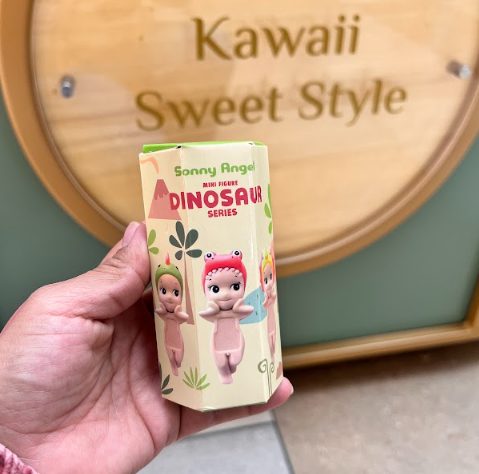 Kawaii
Sweet Style
Sonny Angel
MINI FIGURE
DINOSAUR
SERIES